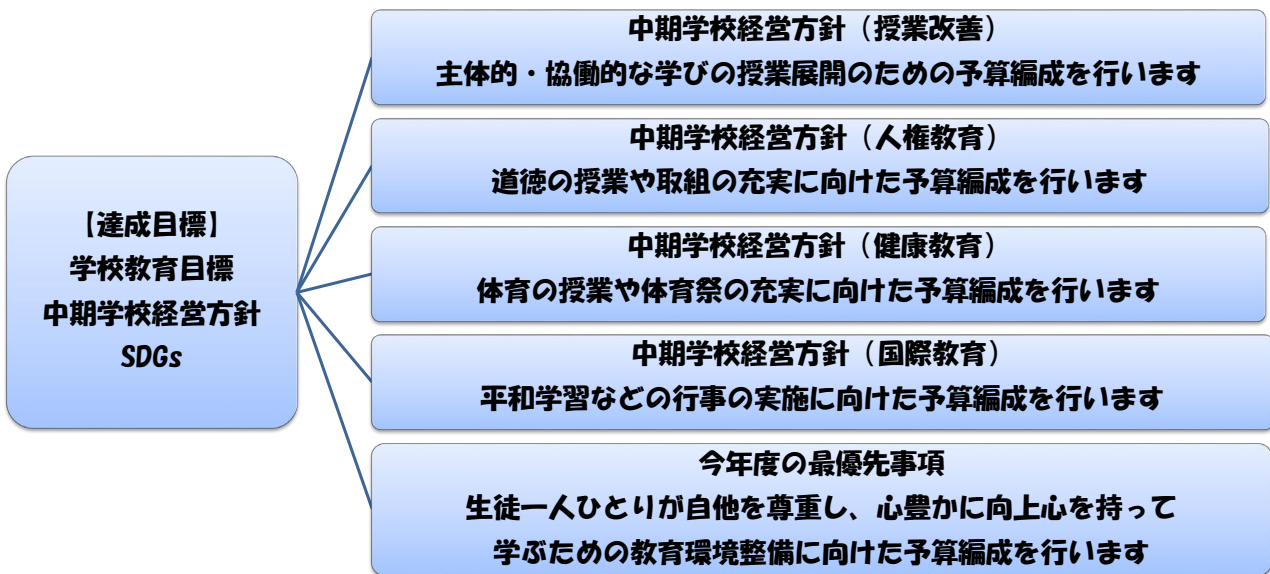 【達成目標】
学校教育目標
中期学校経営方針
SDGs
中期学校経営方針（授業改善）
主体的・協働的な学びの授業展開のための予算編成を行います
中期学校経営方針（人権教育）
道徳の授業や取組の充実に向けた予算編成を行います
中期学校経営方針（健康教育）
体育の授業や体育祭の充実に向けた予算編成を行います
中期学校経営方針（国際教育）
平和学習などの行事の実施に向けた予算編成を行います
今年度の最優先事項
生徒一人ひとりが自他を尊重し、心豊かに向上心を持って
学ぶための教育環境整備に向けた予算編成を行います